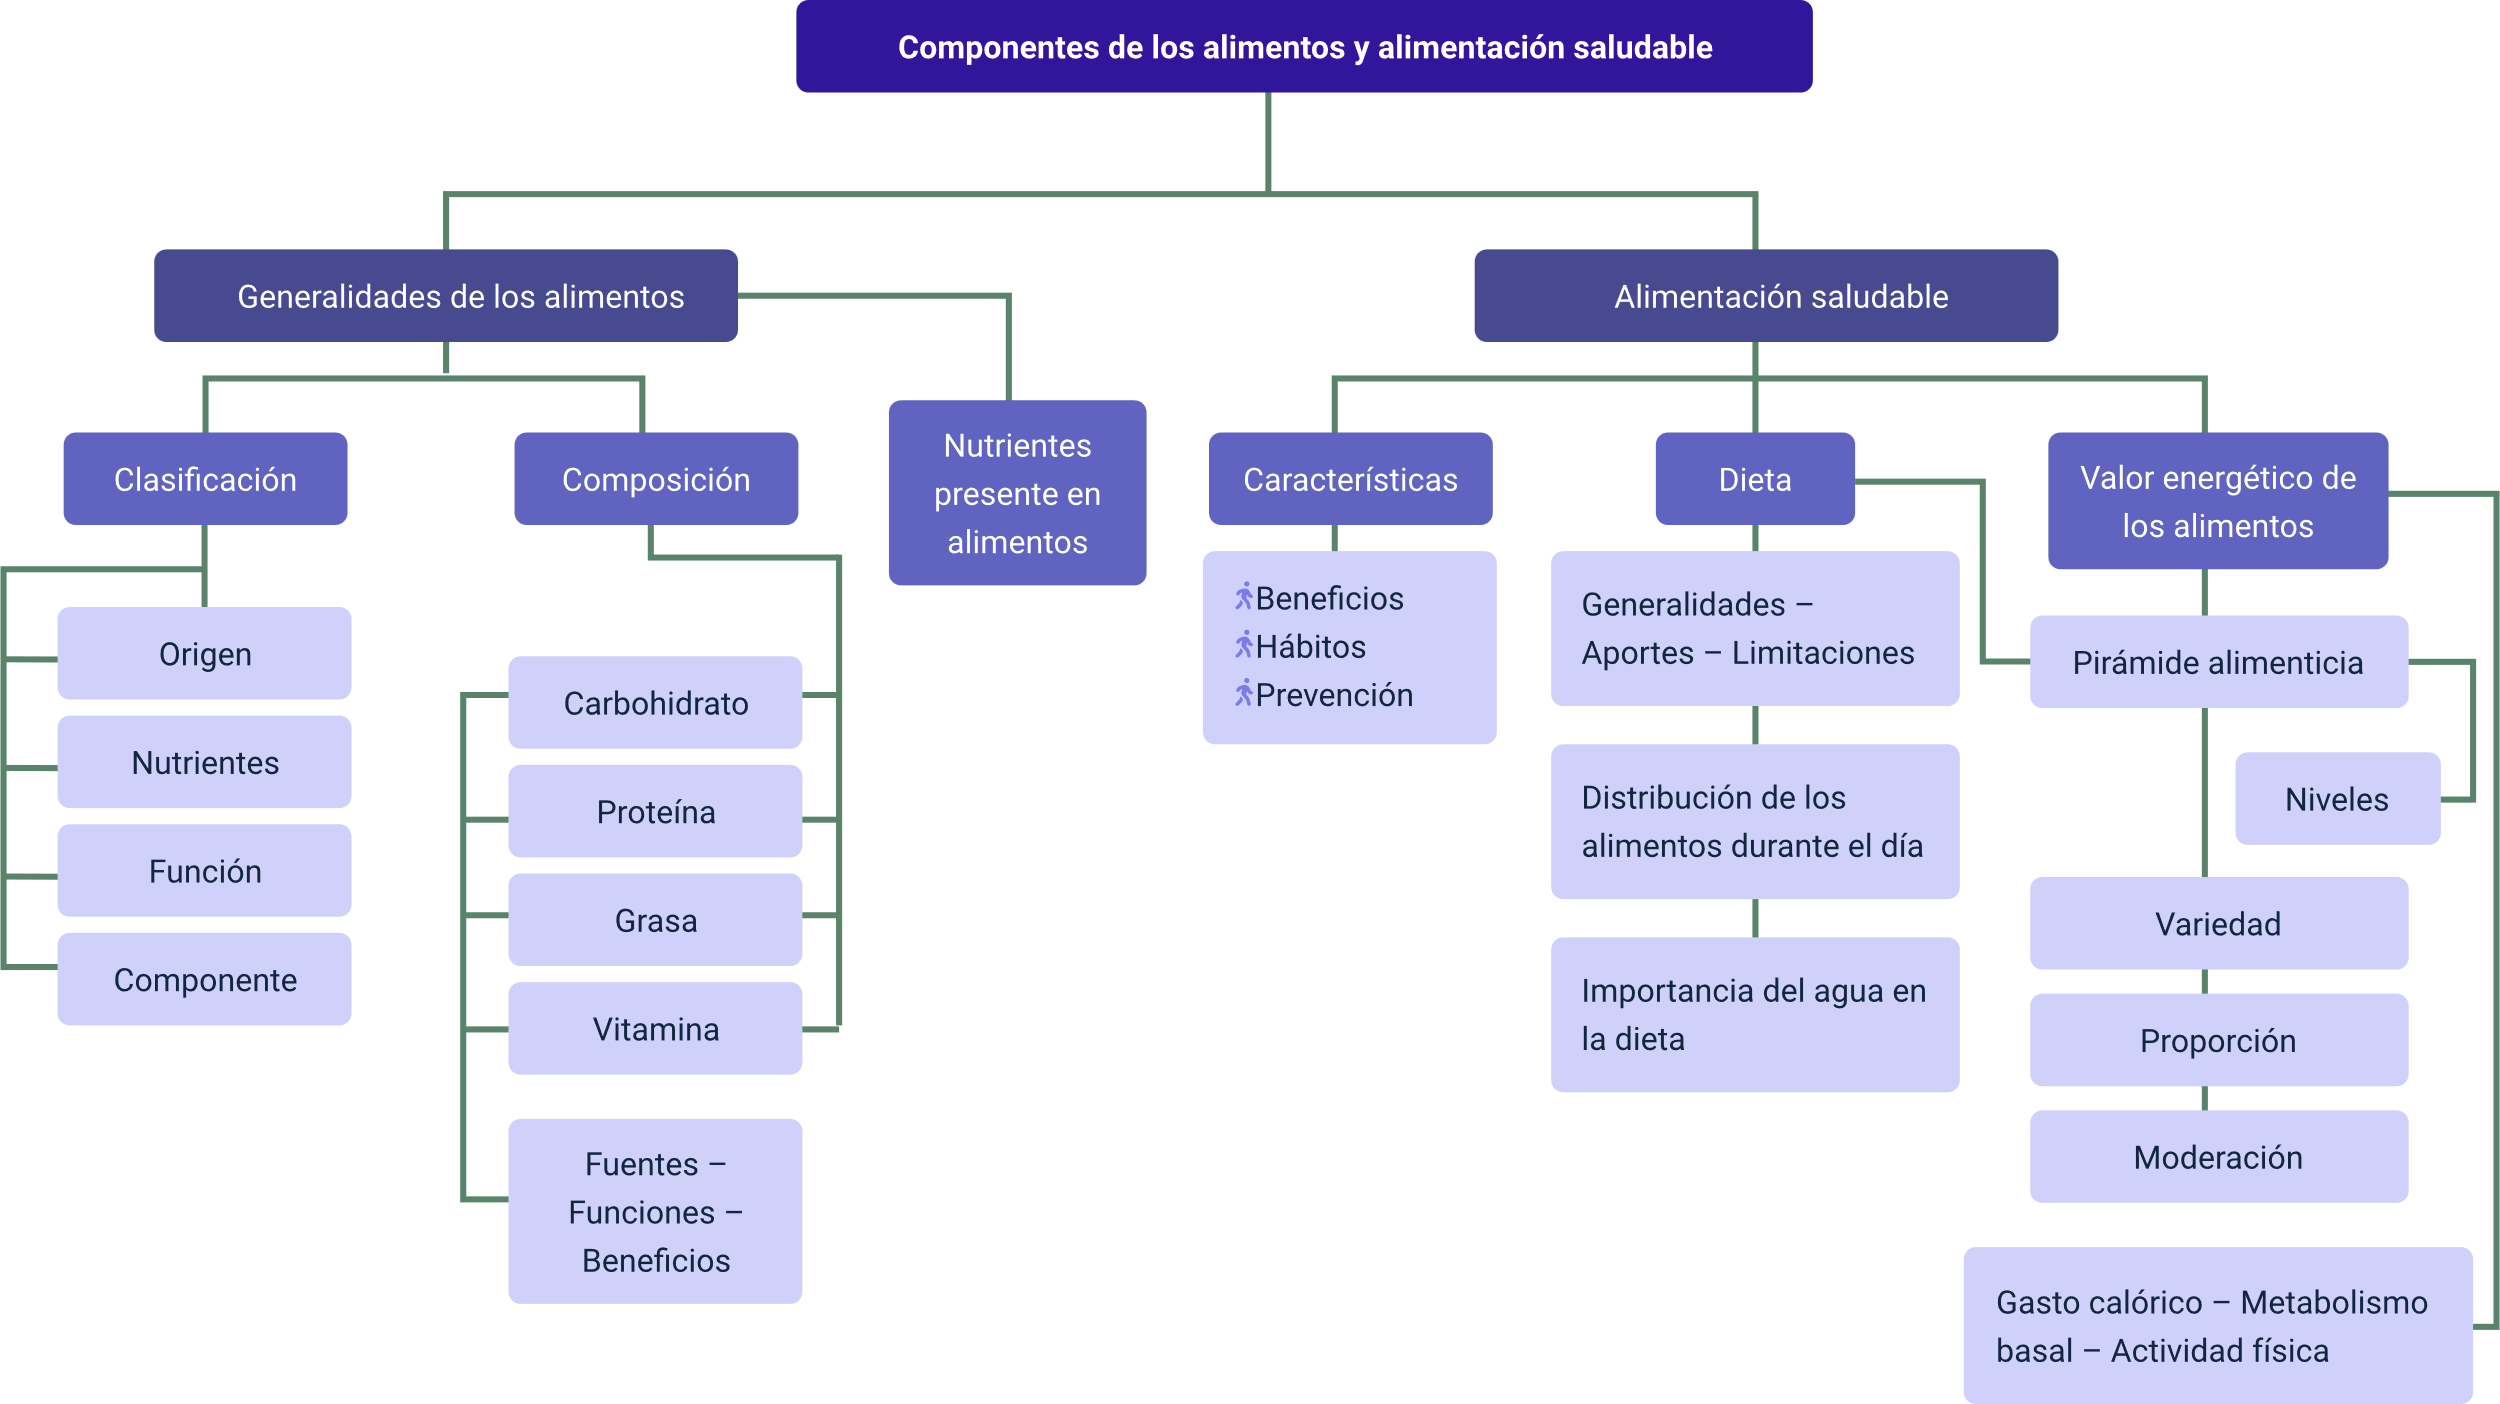 Componentes de los alimentos y alimentación saludable
Generalidades de los alimentos
Alimentación saludable
Clasificación
Composición
Nutrientes
presente en
alimentos
Características
Dieta
Valor energético de
los alimentos
Origen
Nutrientes
Función
Componente
Carbohidrato
Proteína
Grasa
Vitamina
Fuentes –
Funciones –
Beneficios
Beneficios
Hábitos
Prevención
Generalidades –
Aportes – Limitaciones
Distribución de los
alimentos durante el día
Importancia del agua en
la dieta
Pirámide alimenticia
Niveles
Variedad
Proporción
Moderación
Gasto calórico – Metabolismo
basal – Actividad física